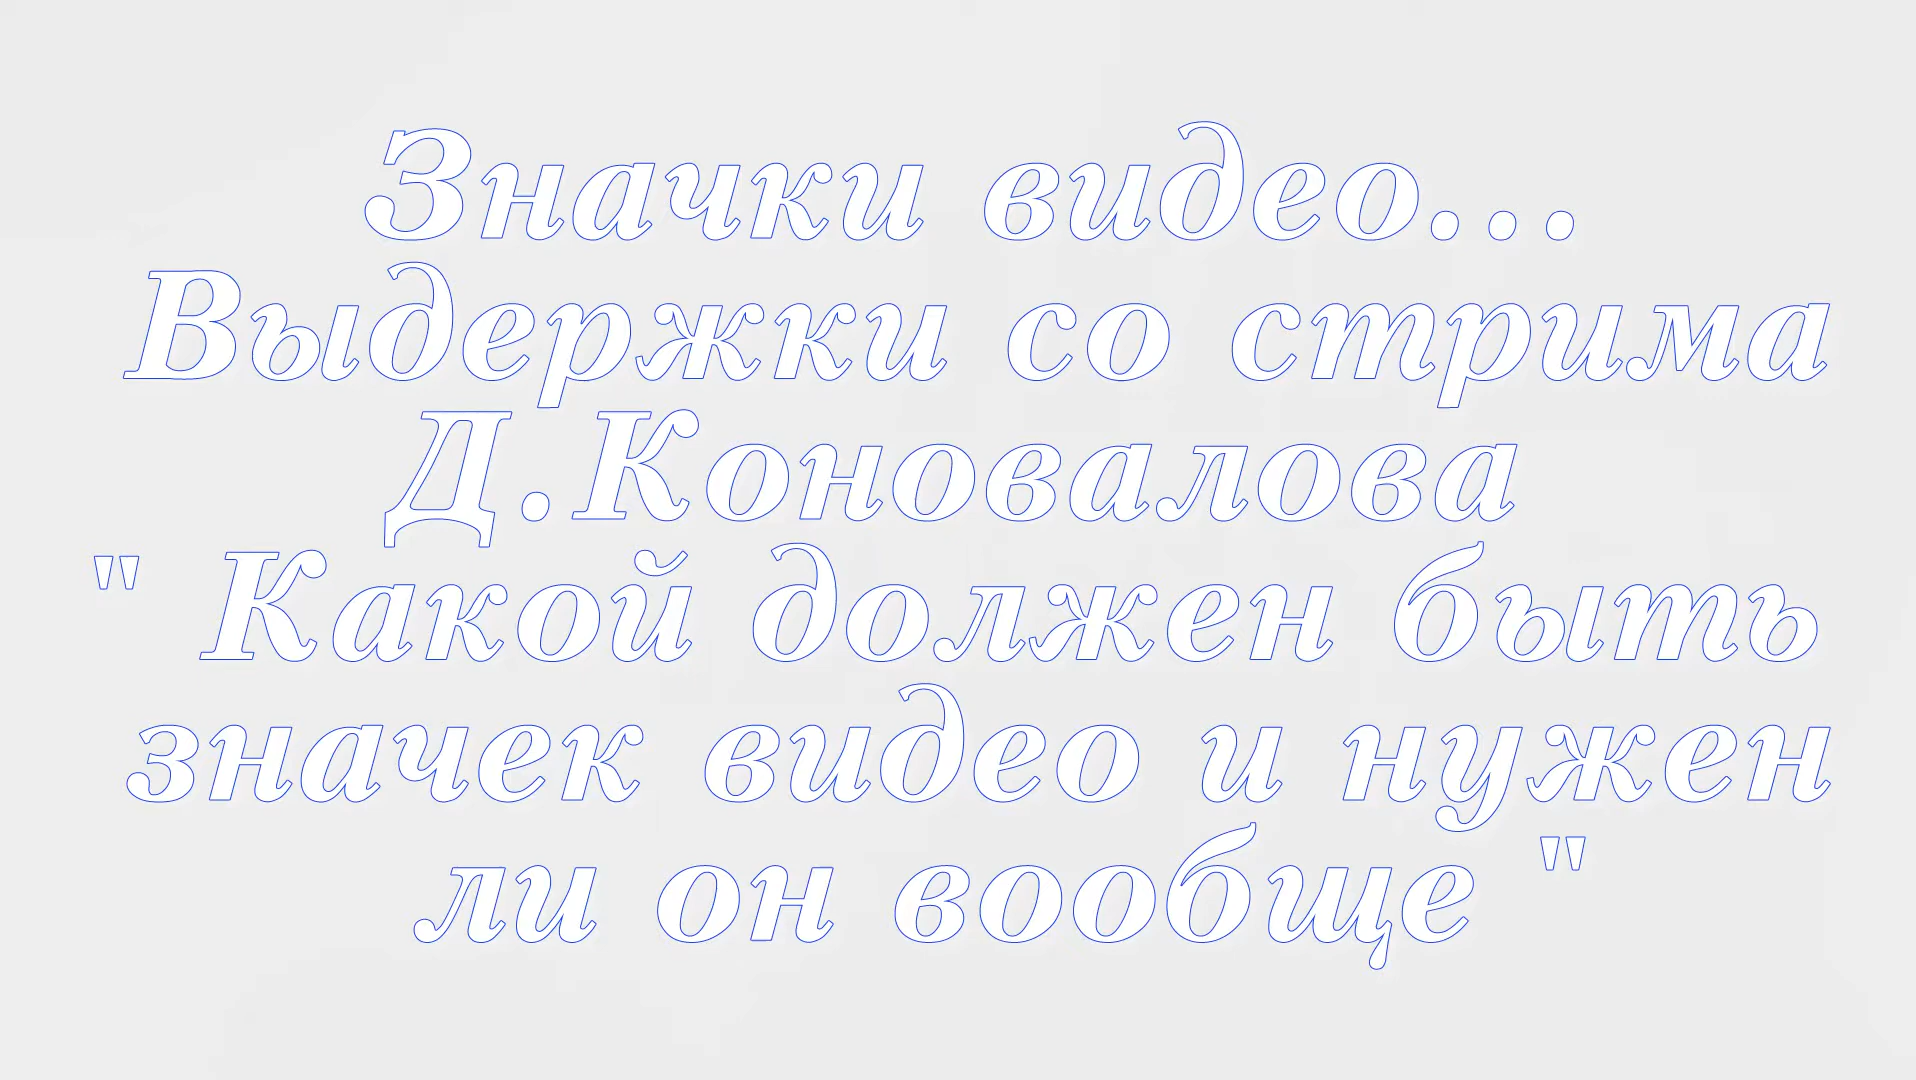 Значки видео...
Выдержки со стрима
Д.Коновалова
" Какой должен быть
значек видео и нужен
ли он вообще "